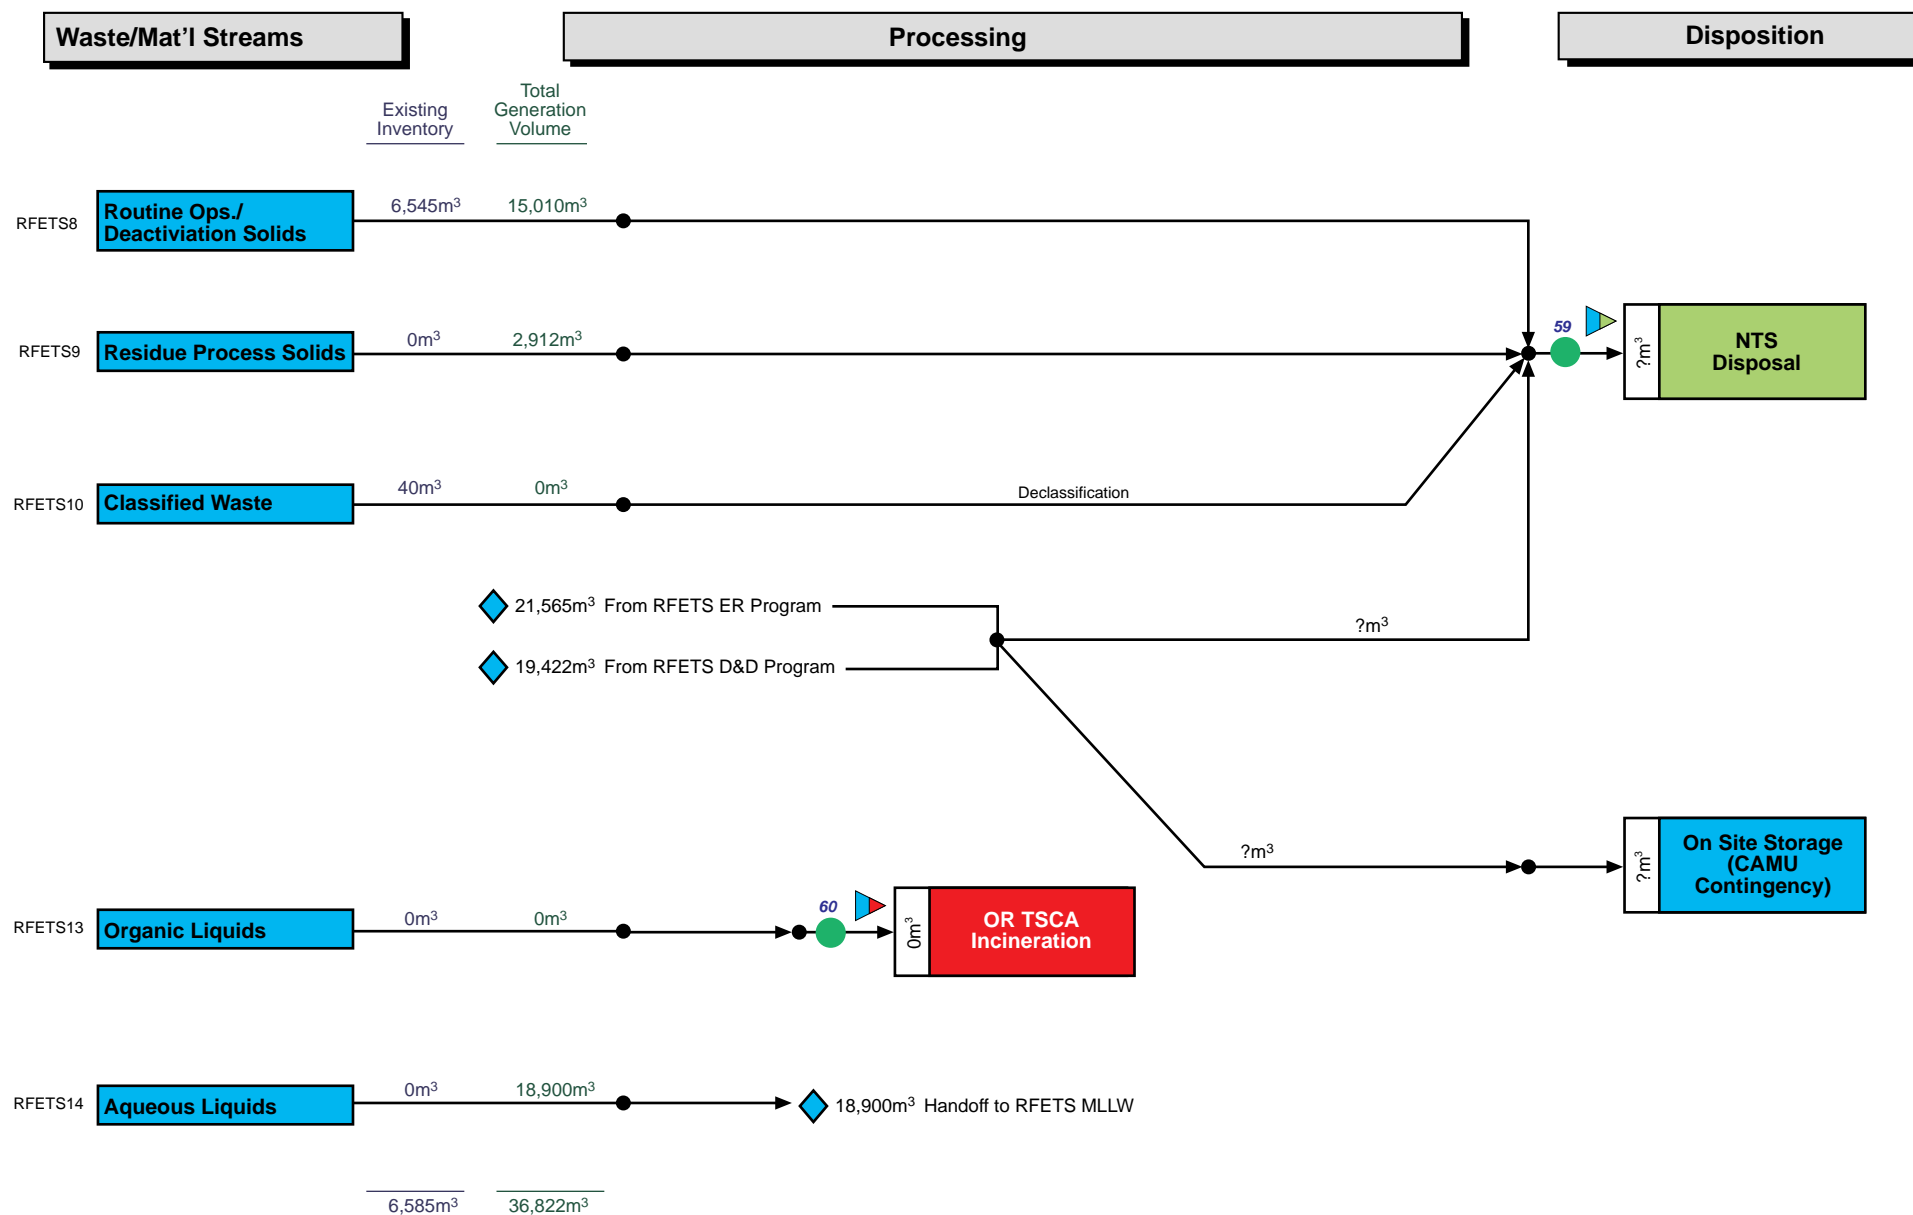 Waste/Mat'l Streams
Processing
Disposition
Existing
Inventory
Total
Generation
Volume
RFETS8
Routine Ops./
Deactiviation Solids
6,545m³
15,010m³
RFETS9
Residue Process Solids
0m³
2,912m³
59
?m³
NTS
Disposal
RFETS10
Classified Waste
40m³
0m³
Declassification
21,565m³ From RFETS ER Program
?m³
19,422m³ From RFETS D&D Program
?m³
?m³
On Site Storage
(CAMU
Contingency)
RFETS13
Organic Liquids
0m³
0m³
60
0m³
OR TSCA
Incineration
RFETS14
Aqueous Liquids
0m³
18,900m³
18,900m³ Handoff to RFETS MLLW
6,585m³
36,822m³